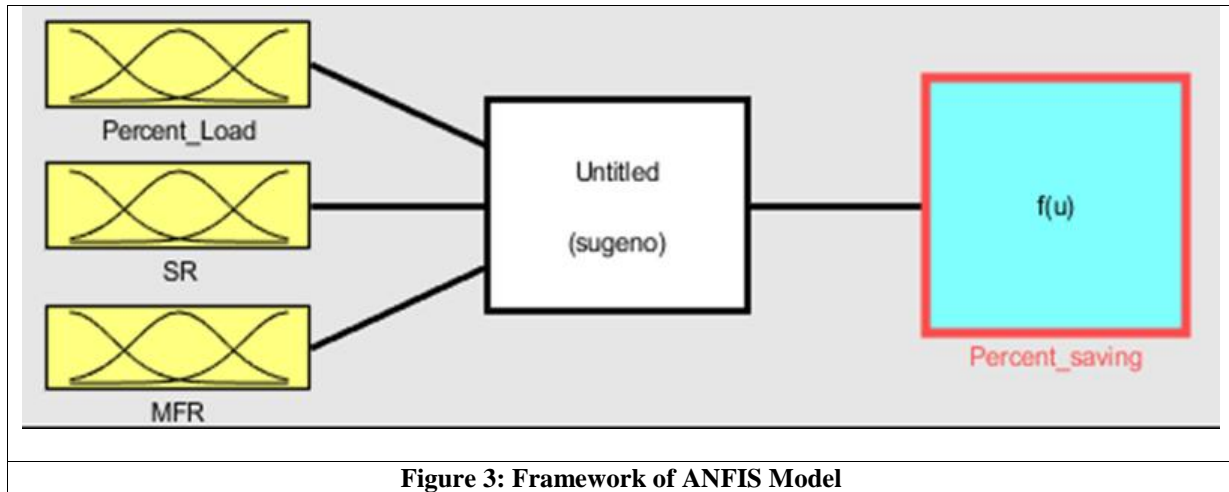 Percent_Load
SR
MFR
Untitled
(sugeno)
f(u)
Percent_saving
Figure 3: Framework of ANFIS Model